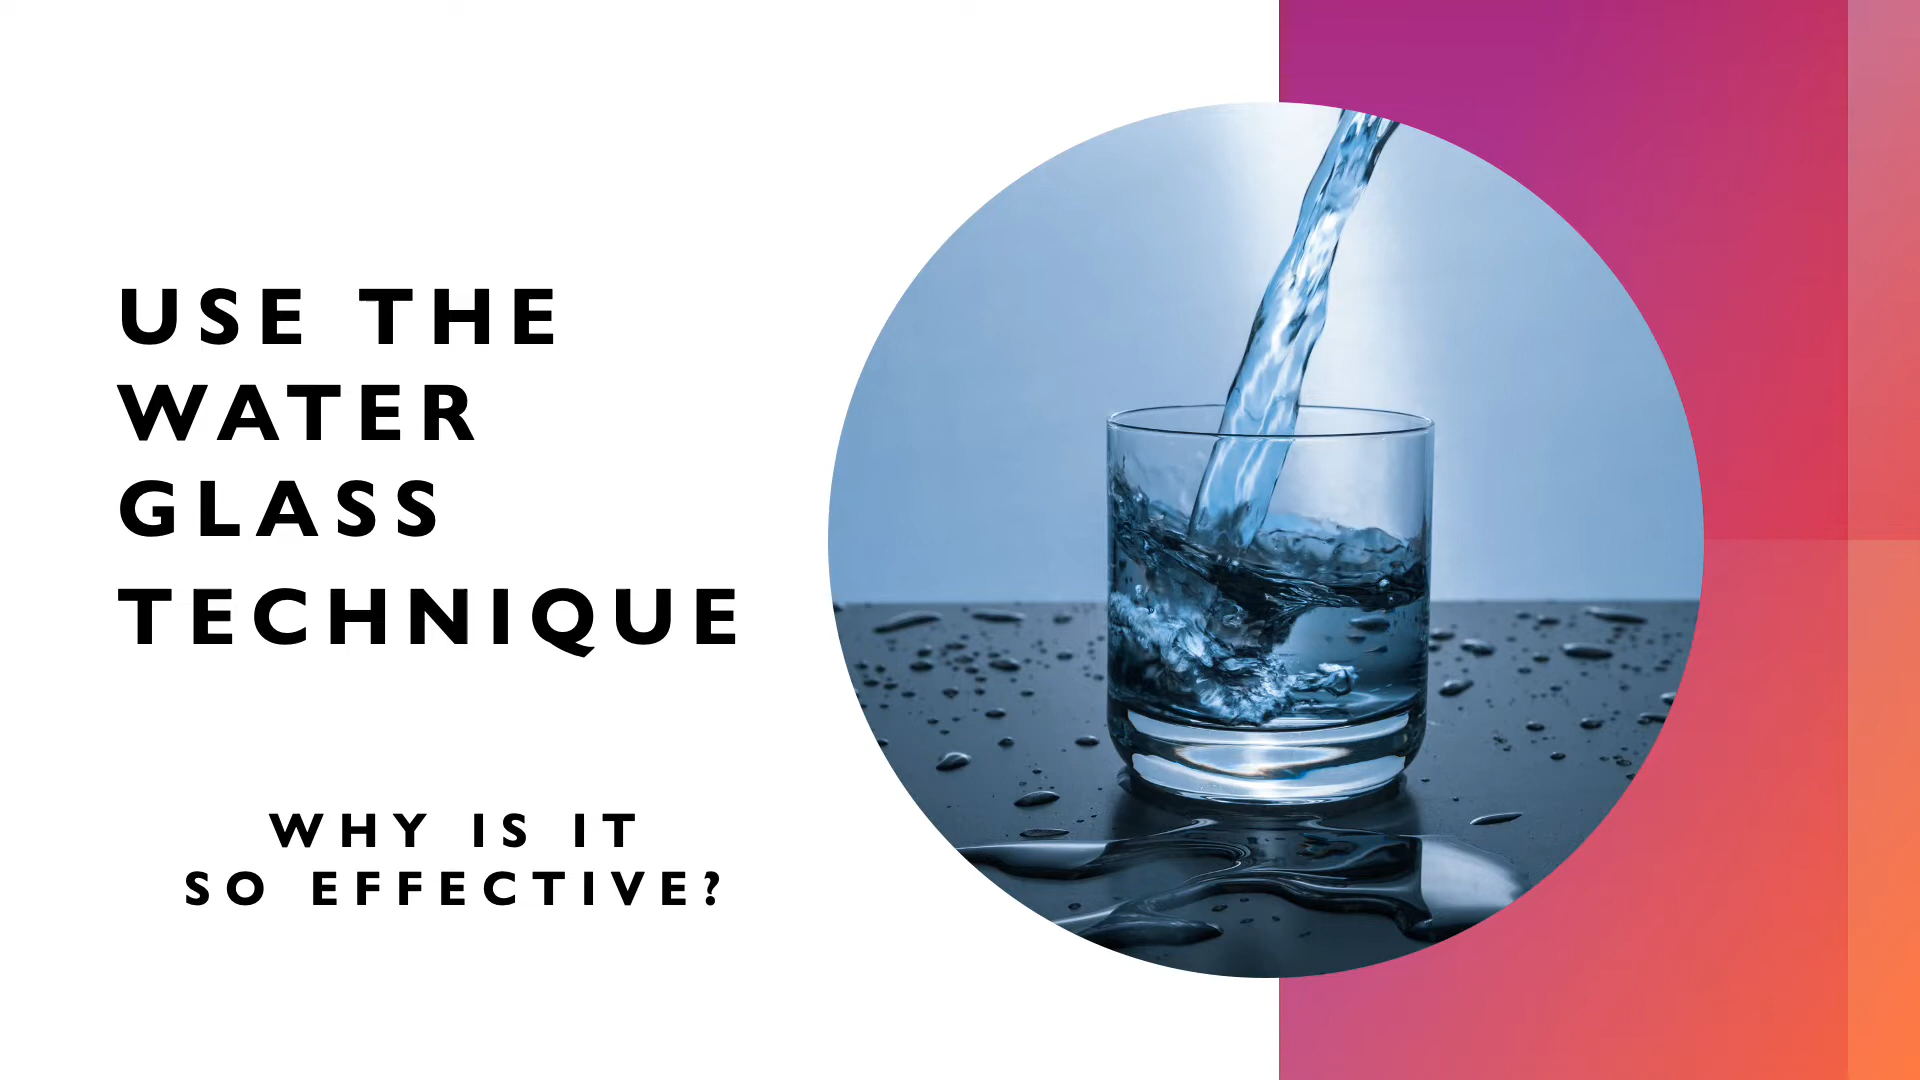 USE THE
WATER
GLASS
TECHNIQUE
WHY IS IT
SO EFFECTIVE?